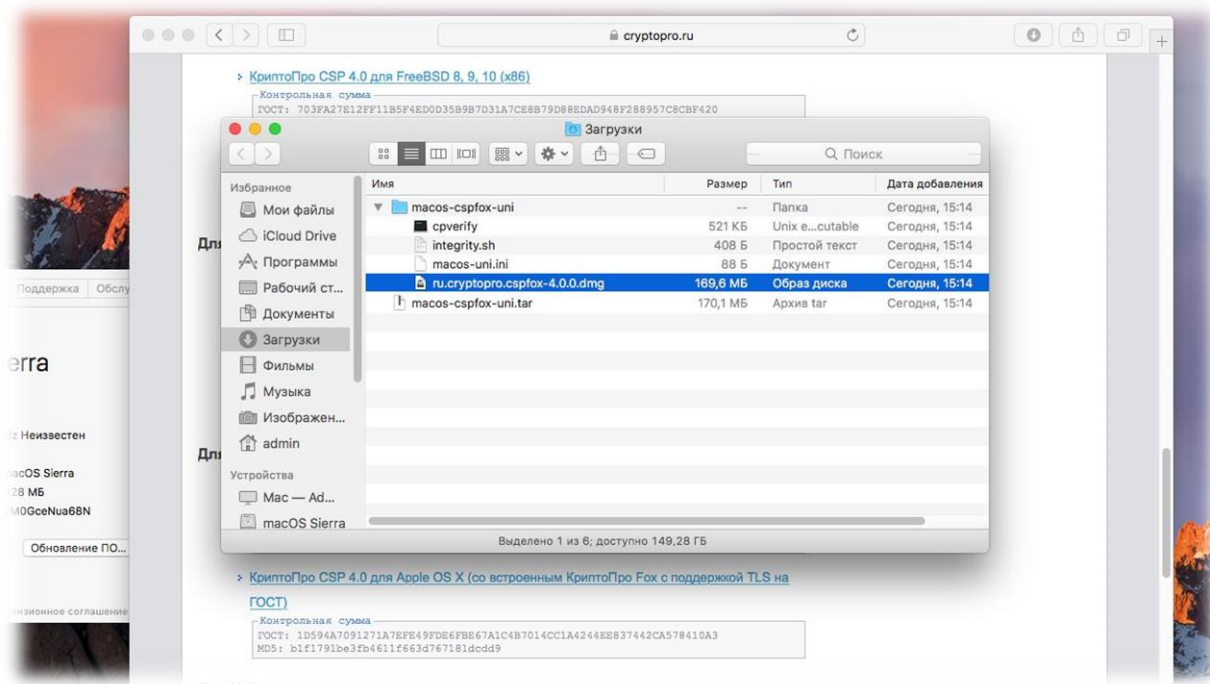 cryptopro.ru
КриптоПро CSP 4.0 для FreeBSD 8, 9, 10 (x86)
Контрольная сумма
ГОСТ: 703FA27E12FF11B5F4ED0D35B9B7D31A7CE8B79D88EDAD948F288957C8CBF420
Загрузки
Поиск
Избранное
Мои файлы
iCloud Drive
Программы
Рабочий ст...
Документы
Загрузки
Фильмы
Музыка
Изображен...
admin
Устройства
Mac — Ad...
macOS Sierra
Имя Размер Тип Дата добавления
macos-cspfox-uni -- Папка Сегодня, 15:14
cpverify 521 КБ Unix e...cutable Сегодня, 15:14
integrity.sh 408 Б Простой текст Сегодня, 15:14
macos-uni.ini 88 Б Документ Сегодня, 15:14
ru.cryptopro.cspfox-4.0.0.dmg 169,6 МБ Образ диска Сегодня, 15:14
macos-cspfox-uni.tar 170,1 МБ Архив tar Сегодня, 15:14
Выделено 1 из 6; доступно 149,28 ГБ
Для
Для
Поддержка Обслу
erra
z Неизвестен
acOS Sierra
28 МБ
M0GceNua68N
Обновление ПО...
ензионное соглашение
КриптоПро CSP 4.0 для Apple OS X (со встроенным КриптоПро Fox с поддержкой TLS на
ГОСТ)
Контрольная сумма
ГОСТ: 1D594A7091271A7EFE49FDE6FBE67A1C4B7014CC1A4244EE837442CA578410A3
MD5: b1f1791be3fb4611f663d767181dcdd9